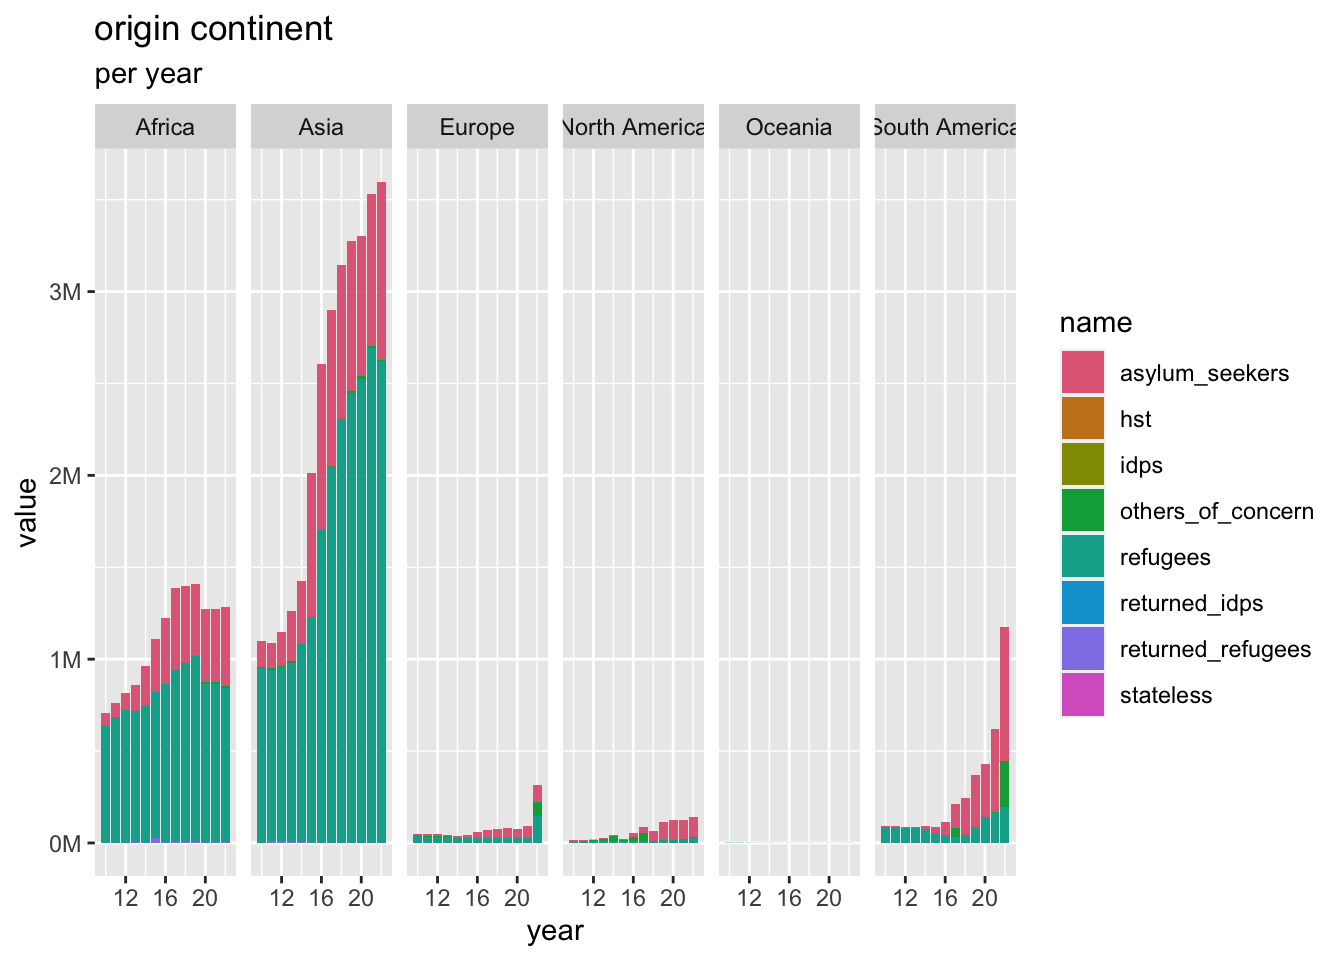 origin continent
per year
Africa Asia Europe North America Oceania South America
3M
2M
1M
0M
value
12 16 20 12 16 20 12 16 20 12 16 20 12 16 20 12 16 20
year
name
asylum_seekers
hst
idps
others_of_concern
refugees
returned_idps
returned_refugees
stateless